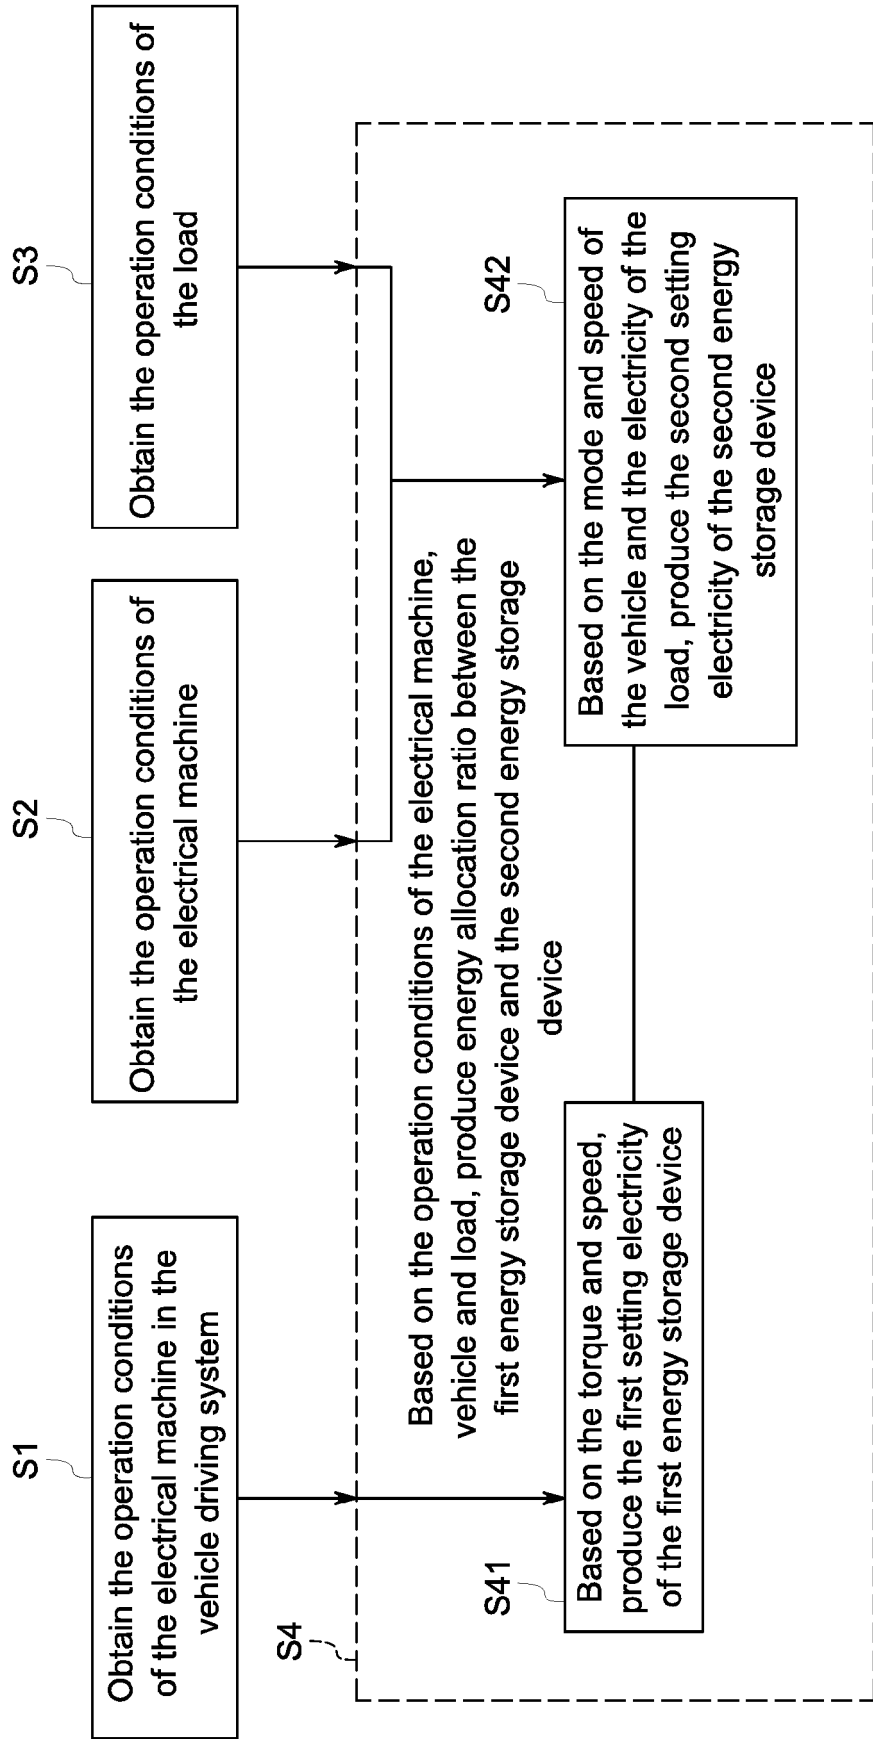 S1
Obtain the operation conditions
of the electrical machine in the
vehicle driving system
S2
Obtain the operation conditions of
the electrical machine
S3
Obtain the operation conditions of
the load
S4
Based on the operation conditions of the electrical machine,
vehicle and load, produce energy allocation ratio between the
first energy storage device and the second energy storage
device
S41
Based on the torque and speed,
produce the first setting electricity
of the first energy storage device
S42
Based on the mode and speed of
the vehicle and the electricity of the
load, produce the second setting
electricity of the second energy
storage device